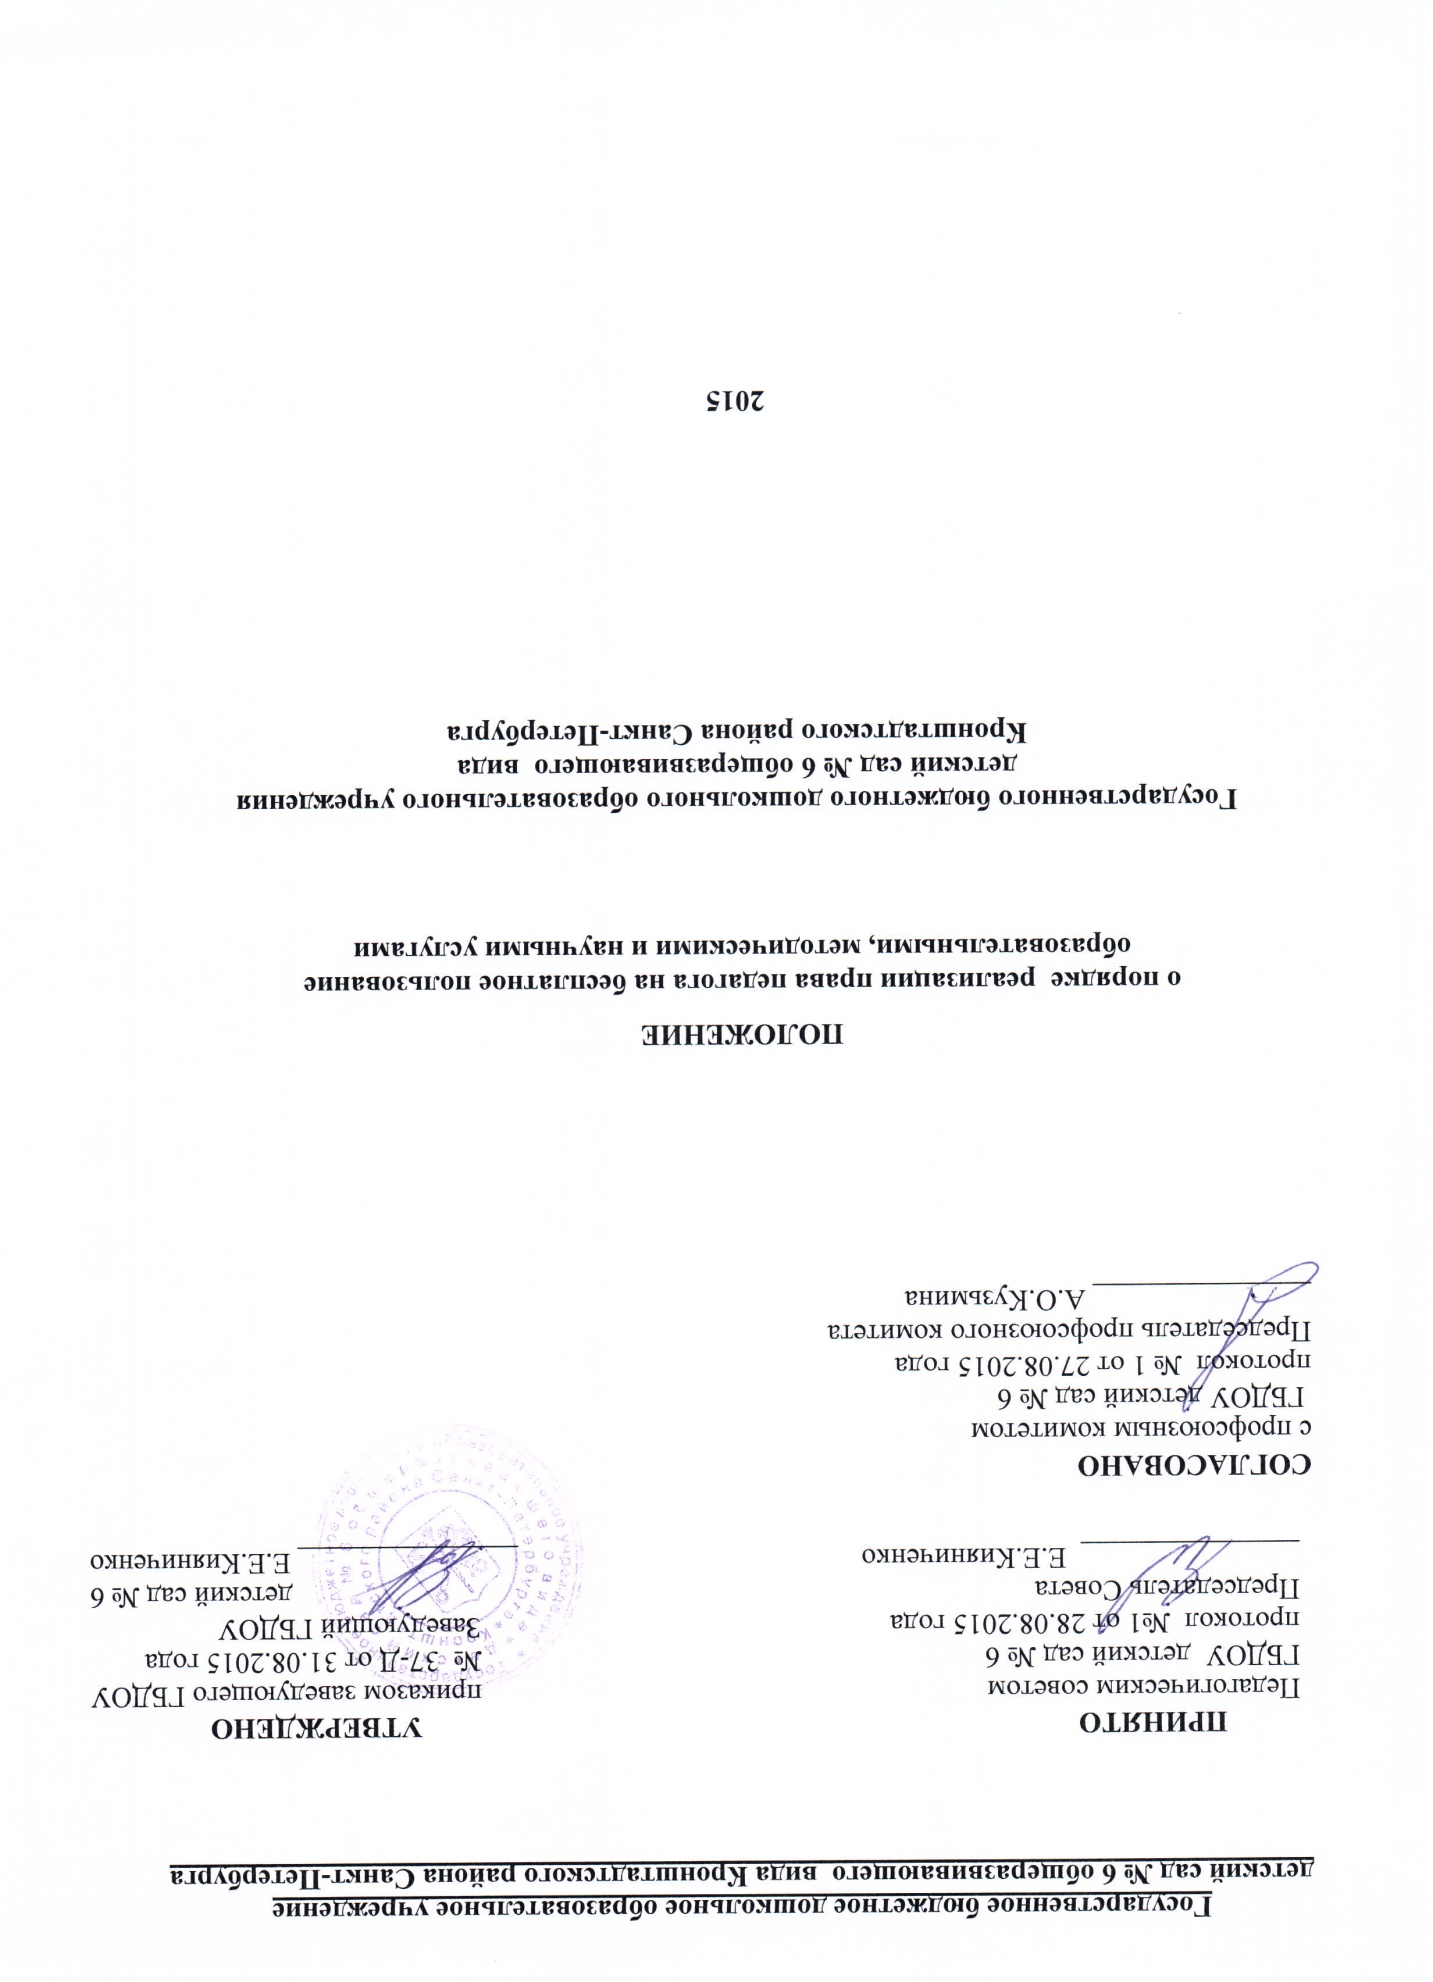 Государственное бюджетное дошкольное образовательное учреждение
детский сад № 6 общеразвивающего вида Кронштадтского района Санкт-Петербурга
ПРИНЯТО
Педагогическим советом
ГБДОУ детский сад № 6
протокол №1 от 28.08.2015 года
Председатель Совета
Е.Е.Киянниченко
УТВЕРЖДЕНО
приказом заведующего ГБДОУ
№ 37-Д от 31.08.2015 года
Заведующий ГБДОУ
детский сад № 6
Е.Е.Киянниченко
СОГЛАСОВАНО
с профсоюзным комитетом
ГБДОУ детский сад № 6
протокол № 1 от 27.08.2015 года
Председатель профсоюзного комитета
А.О.Кузьмина
ПОЛОЖЕНИЕ
о порядке реализации права педагога на бесплатное пользование
образовательными, методическими и научными услугами
Государственного бюджетного дошкольного образовательного учреждения
детский сад № 6 общеразвивающего вида
Кронштадтского района Санкт-Петербурга
2015